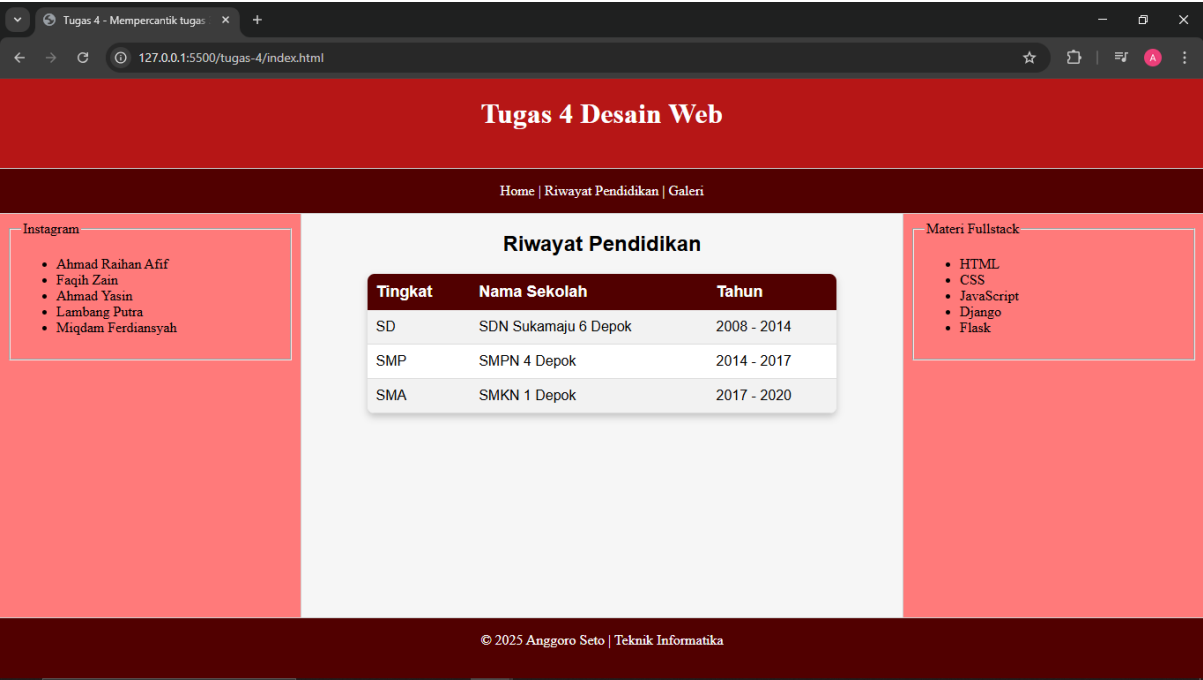 Tugas 4 - Mempercantik tugas
127.0.0.1:5500/tugas-4/index.html
A
Tugas 4 Desain Web
Home | Riwayat Pendidikan | Galeri
Instagram
Ahmad Raihan Afif
Faqih Zain
Ahmad Yasin
Lambang Putra
Miqdam Ferdiansyah
Riwayat Pendidikan
Tingkat Nama Sekolah Tahun
SD SDN Sukamaju 6 Depok 2008 - 2014
SMP SMPN 4 Depok 2014 - 2017
SMA SMKN 1 Depok 2017 - 2020
Materi Fullstack
HTML
CSS
JavaScript
Django
Flask
© 2025 Anggoro Seto | Teknik Informatika